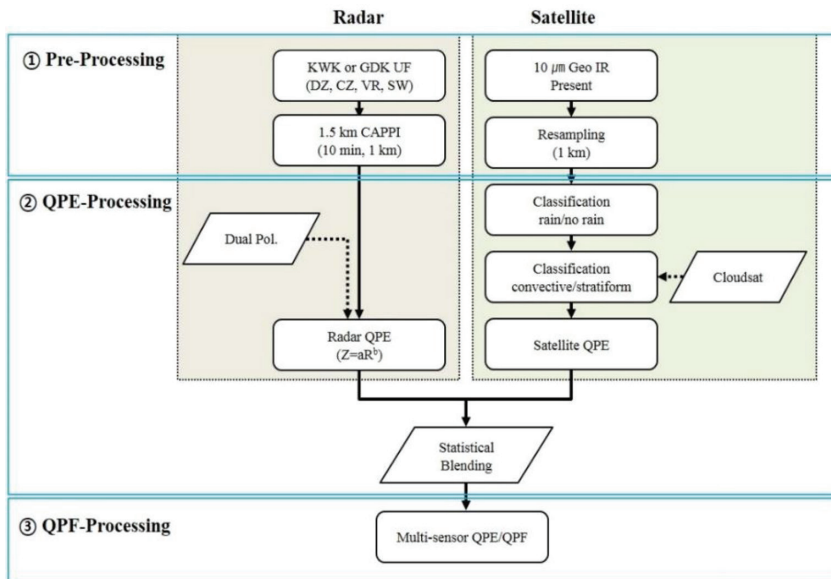 Radar
Satellite
① Pre-Processing
KWK or GDK UF
(DZ, CZ, VR, SW)
1.5 km CAPPI
(10 min, 1 km)
10 ㎛ Geo IR
Present
Resampling
(1 km)
② QPE-Processing
Dual Pol.
Radar QPE
(Z=aRᵇ)
Classification
rain/no rain
Classification
convective/stratiform
Cloudsat
Satellite QPE
Statistical
Blending
③ QPF-Processing
Multi-sensor QPE/QPF